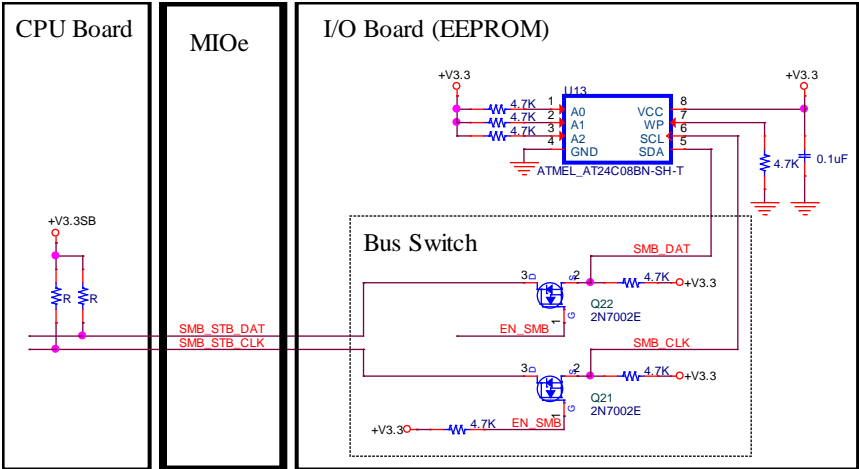 CPU Board
MIOe
I/O Board (EEPROM)
+V3.3
+V3.3
U13
1 A0 VCC 8
2 A1 WP 7
3 A2 SCL 6
4 GND SDA 5
4.7K
4.7K
4.7K
ATMEL_AT24C08BN-SH-T
4.7K
0.1uF
+V3.3SB
R
R
Bus Switch
SMB_DAT
3 D S 2
4.7K
+V3.3
G
1
Q22
2N7002E
SMB_STB_DAT
EN_SMB
SMB_STB_CLK
SMB_CLK
3 D S 2
4.7K
+V3.3
G
1
Q21
2N7002E
+V3.3
4.7K
EN_SMB